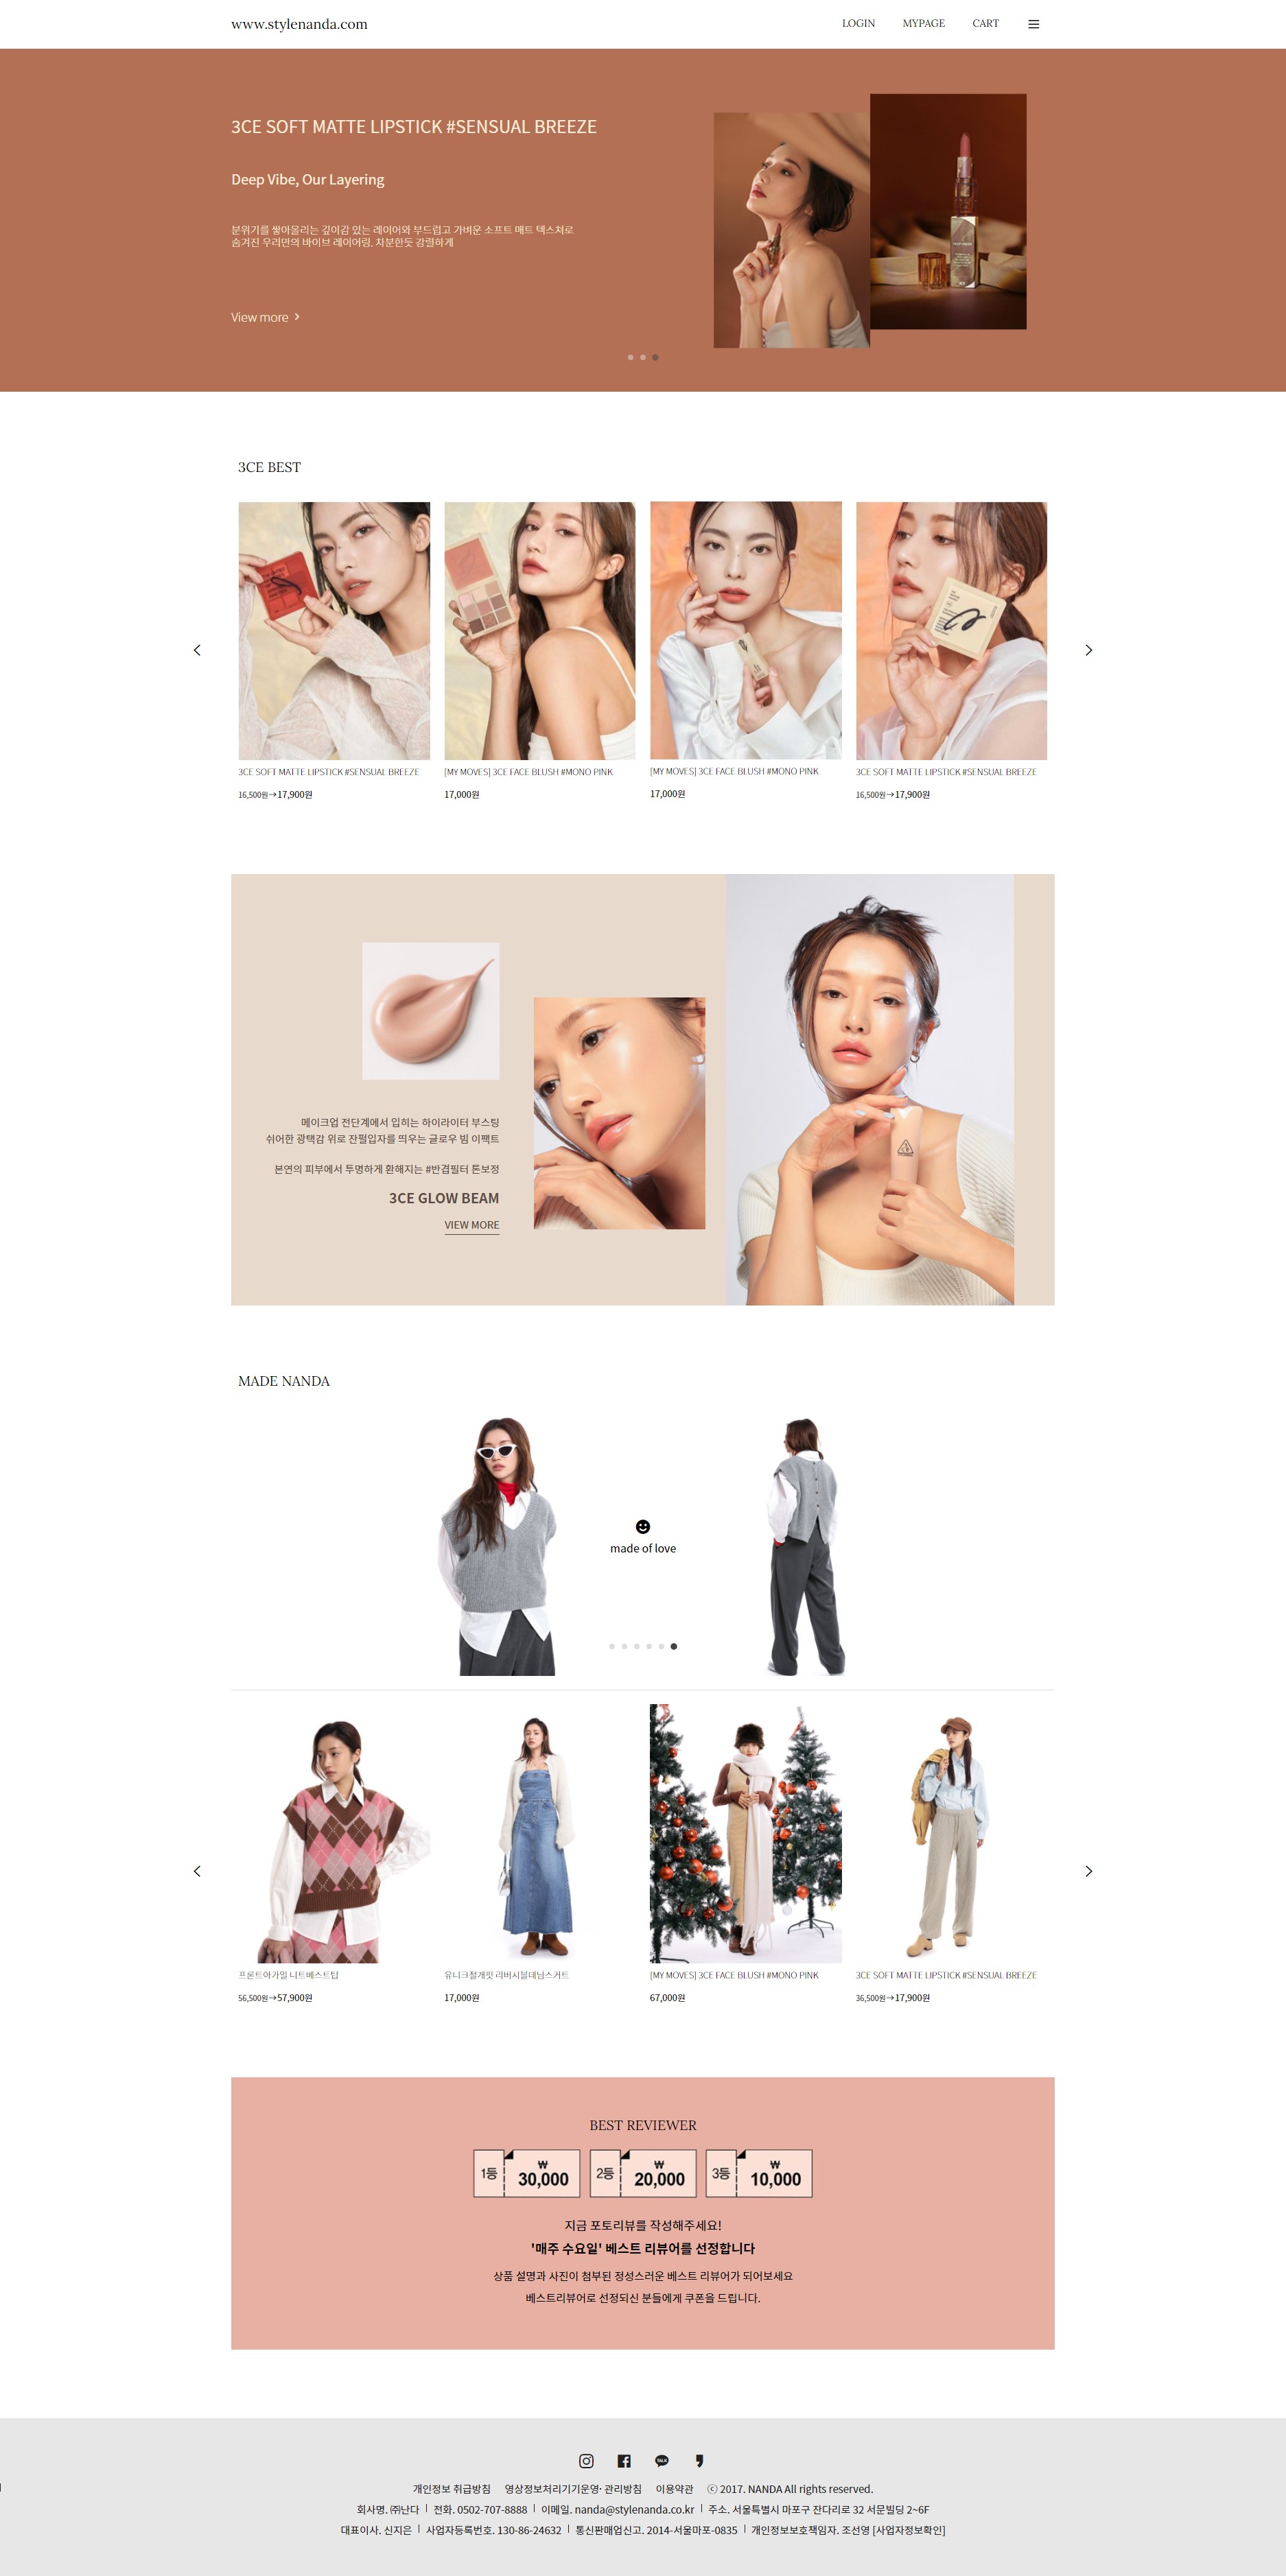 www.stylenanda.com
LOGIN MYPAGE CART
3CE SOFT MATTE LIPSTICK #SENSUAL BREEZE
Deep Vibe, Our Layering
분위기를 쌓아올리는 깊이감 있는 레이어와 부드럽고 가벼운 소프트 매트 텍스쳐로
숨겨진 우리만의 바이브 레이어링, 차분한듯 강렬하게
View more
3CE BEST
3CE SOFT MATTE LIPSTICK #SENSUAL BREEZE
16,500원→17,900원
[MY MOVES] 3CE FACE BLUSH #MONO PINK
17,000원
[MY MOVES] 3CE FACE BLUSH #MONO PINK
17,000원
3CE SOFT MATTE LIPSTICK #SENSUAL BREEZE
16,500원→17,900원
메이크업 전단계에서 입히는 하이라이터 부스팅
쉬어한 광택감 위로 잔펄입자를 띄우는 글로우 빔 이팩트
본연의 피부에서 투명하게 환해지는 #반겹필터 톤보정
3CE GLOW BEAM
VIEW MORE
MADE NANDA
made of love
프론트아가일 니트베스트탑
56,500원→57,900원
유니크절개핏 리버시블데님스커트
17,000원
[MY MOVES] 3CE FACE BLUSH #MONO PINK
67,000원
3CE SOFT MATTE LIPSTICK #SENSUAL BREEZE
36,500원→17,900원
BEST REVIEWER
1등 ₩ 30,000
2등 ₩ 20,000
3등 ₩ 10,000
지금 포토리뷰를 작성해주세요!
'매주 수요일' 베스트 리뷰어를 선정합니다
상품 설명과 사진이 첨부된 정성스러운 베스트 리뷰어가 되어보세요
베스트리뷰어로 선정되신 분들에게 쿠폰을 드립니다.
TALK
개인정보 취급방침 영상정보처리기기운영· 관리방침 이용약관 ⓒ 2017. NANDA All rights reserved.
회사명. ㈜난다 | 전화. 0502-707-8888 | 이메일. nanda@stylenanda.co.kr | 주소. 서울특별시 마포구 잔다리로 32 서문빌딩 2~6F
대표이사. 신지은 | 사업자등록번호. 130-86-24632 | 통신판매업신고. 2014-서울마포-0835 | 개인정보보호책임자. 조선영 [사업자정보확인]